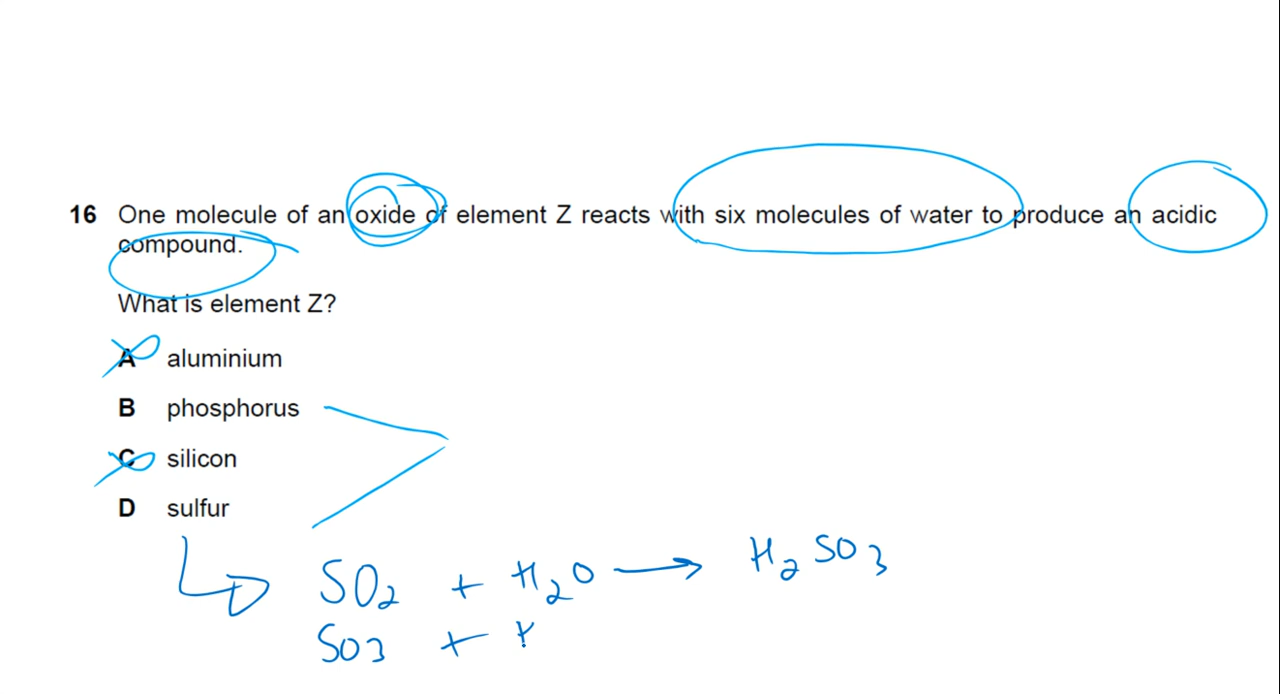 16 One molecule of an oxide of element Z reacts with six molecules of water to produce an acidic
compound.
What is element Z?
A aluminium
B phosphorus
C silicon
D sulfur
SO₂ + H₂O → H₂SO₃
SO3 +